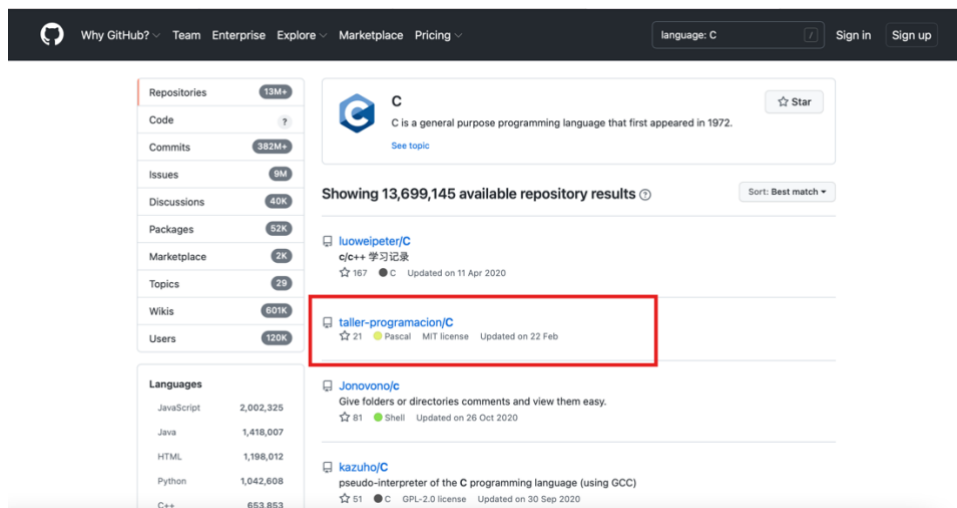 Why GitHub? Team Enterprise Explore Marketplace Pricing language: C / Sign in Sign up
Repositories 13M+
Code ?
Commits 382M+
Issues 9M
Discussions 40K
Packages 52K
Marketplace 2K
Topics 29
Wikis 601K
Users 120K
Languages
JavaScript 2,002,325
Java 1,418,007
HTML 1,198,012
Python 1,042,608
C++ 653,853
C
Star
C is a general purpose programming language that first appeared in 1972.
See topic
Showing 13,699,145 available repository results ?
Sort: Best match
luoweipeter/C
c/c++ 学习记录
167 C Updated on 11 Apr 2020
taller-programacion/C
21 Pascal MIT license Updated on 22 Feb
Jonovono/c
Give folders or directories comments and view them easy.
81 Shell Updated on 26 Oct 2020
kazuho/C
pseudo-interpreter of the C programming language (using GCC)
51 C GPL-2.0 license Updated on 30 Sep 2020